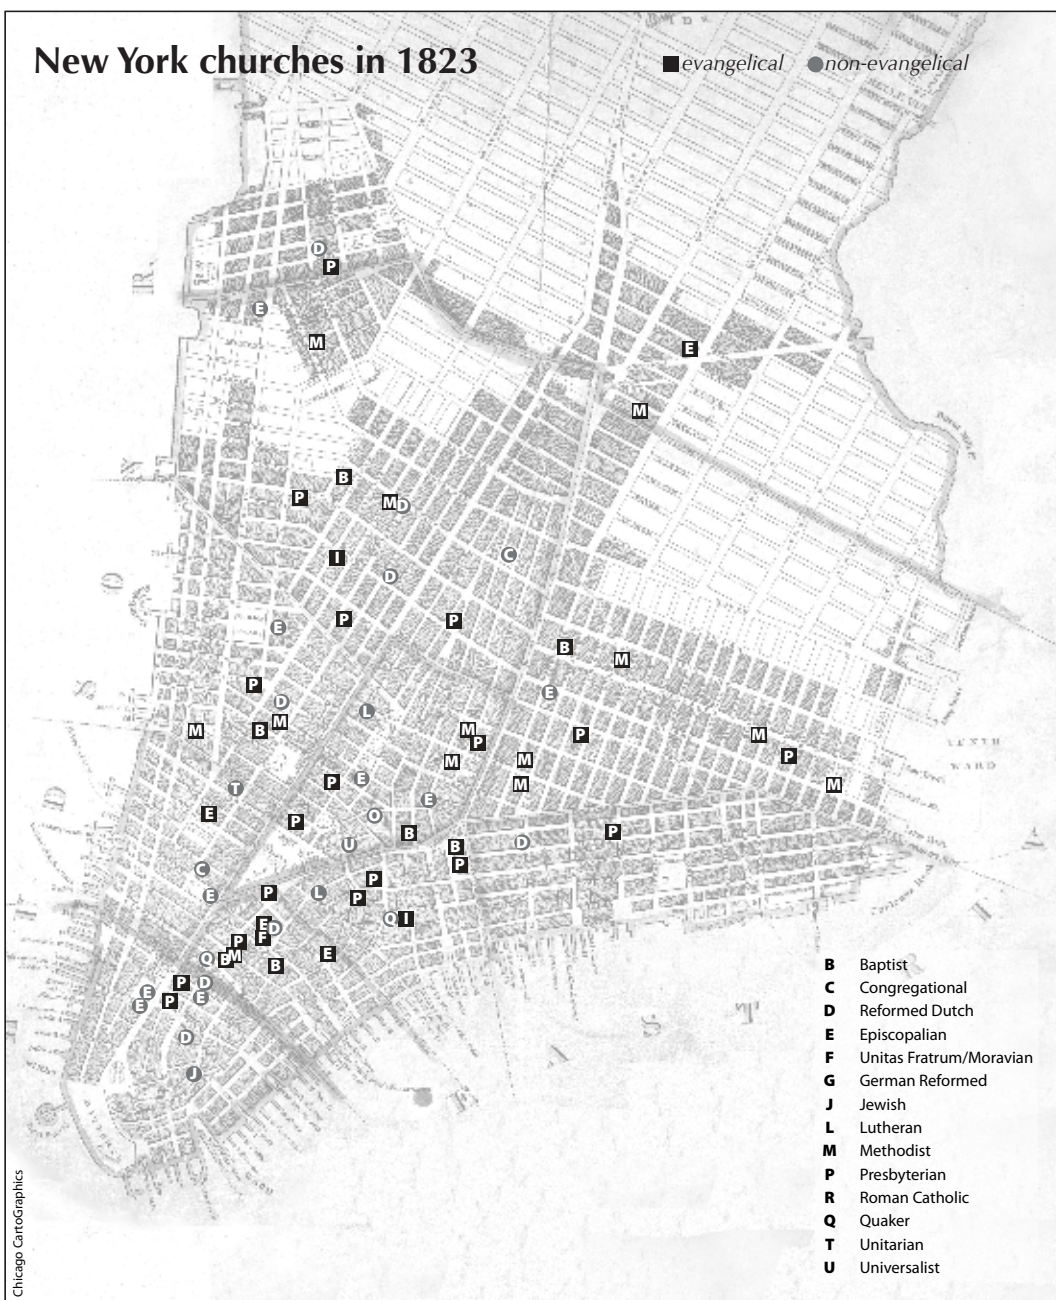 New York churches in 1823
evangelical
non-evangelical
D
P
E
M
E
M
B
P
M D
C
I
D
P
P
E
B
M
P
E
D
L
M
M
B
M
P
P
M
M
M
P
P
E
T
M
M
E
E
O
P
B
D
P
U
B
P
C
P
E
P
L
P
Q I
E
D
F
P
E
Q
B M
B
P
D
E
E
P
E
D
J
B Baptist
C Congregational
D Reformed Dutch
E Episcopalian
F Unitas Fratrum/Moravian
G German Reformed
J Jewish
L Lutheran
M Methodist
P Presbyterian
R Roman Catholic
Q Quaker
T Unitarian
U Universalist
Chicago CartoGraphics